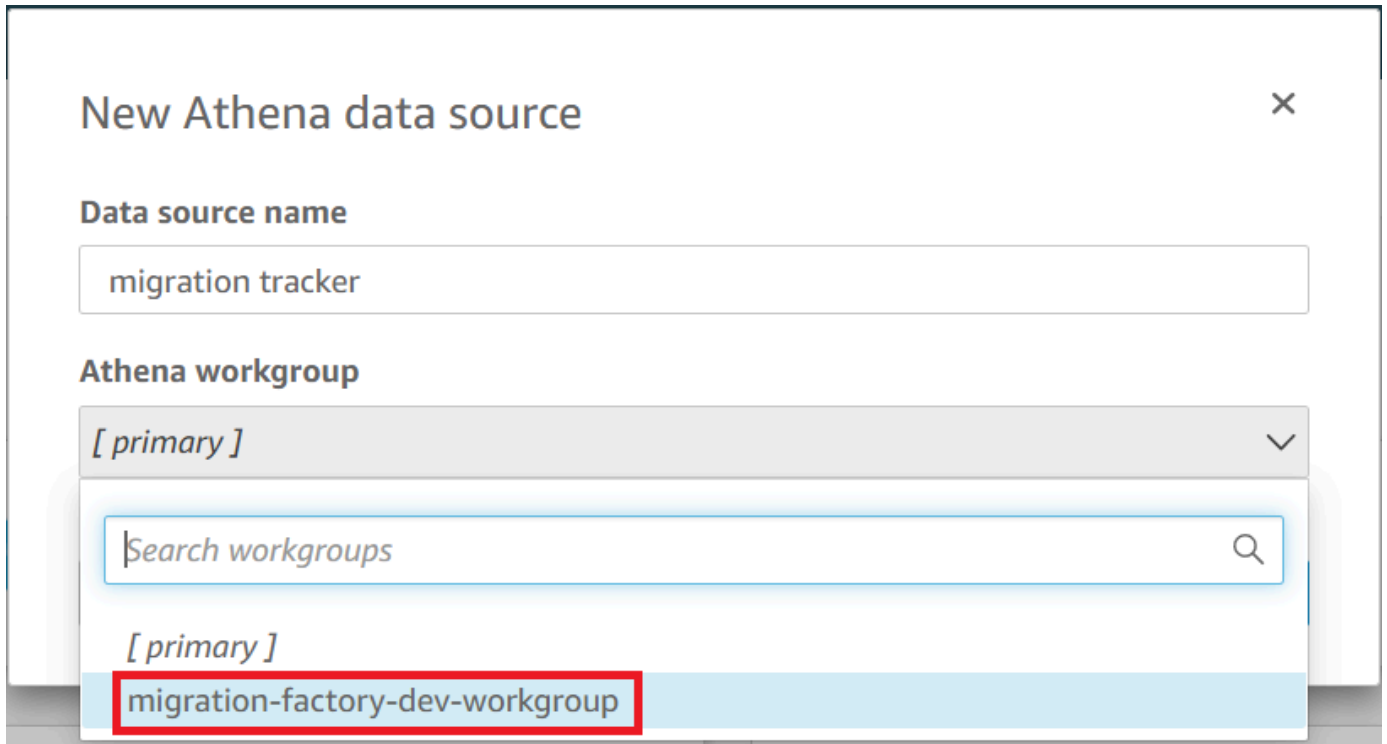 New Athena data source
Data source name
migration tracker
Athena workgroup
[ primary ]
Search workgroups
[ primary ]
migration-factory-dev-workgroup